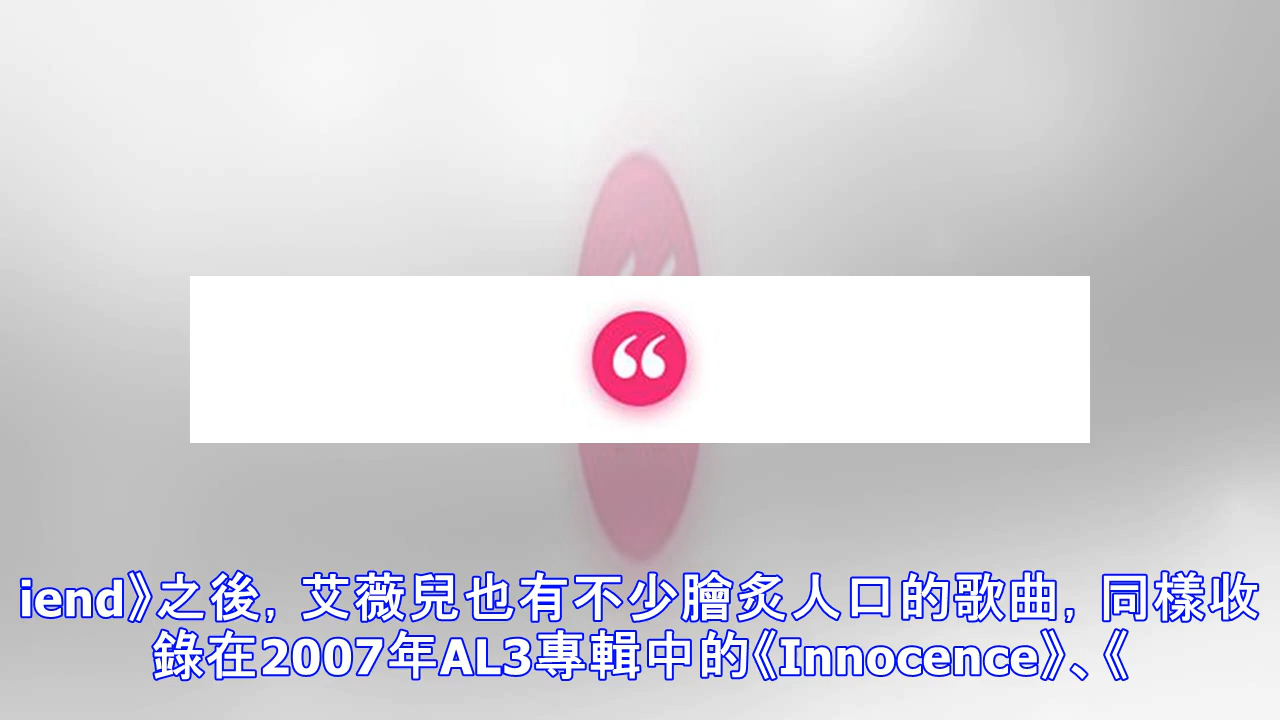 iend》之後, 艾薇兒也有不少膾炙人口的歌曲, 同樣收
錄在2007年AL3專輯中的《Innocence》、《